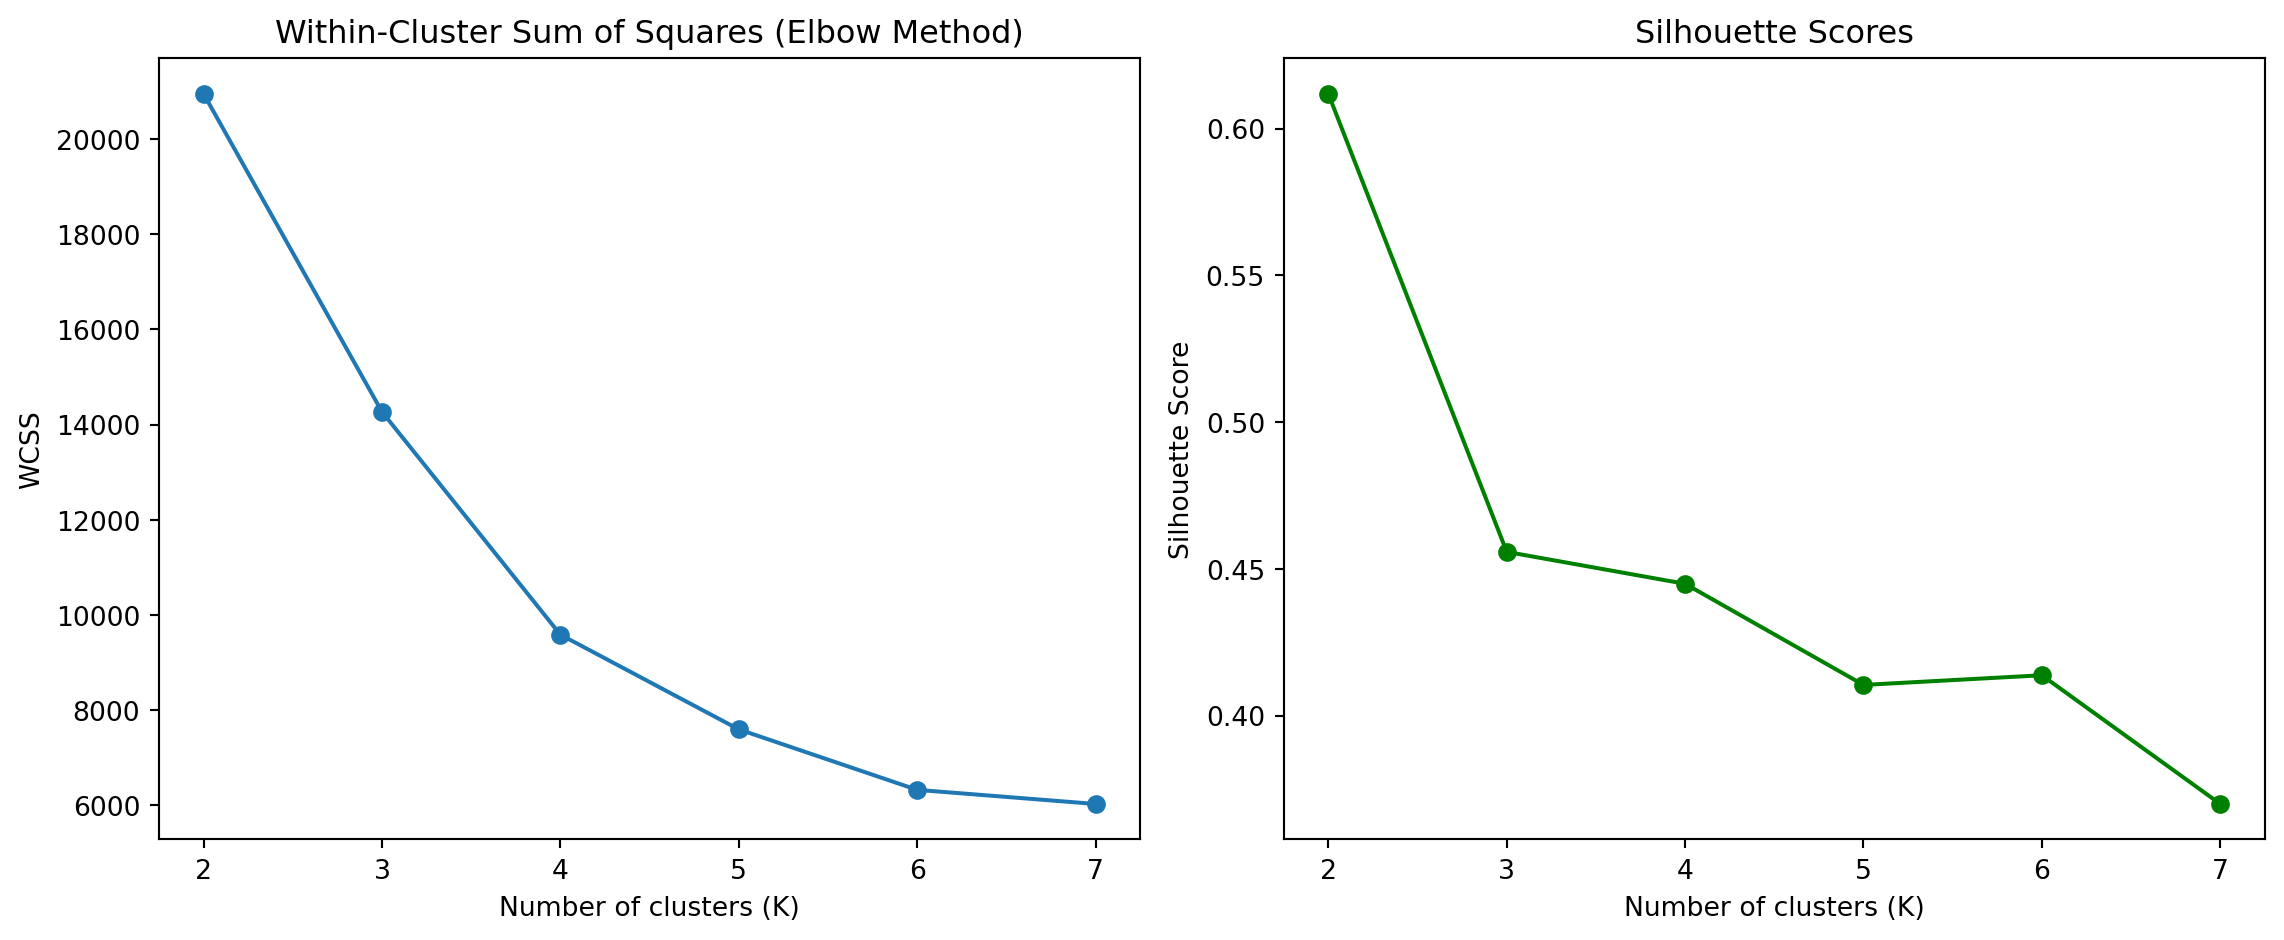 Within-Cluster Sum of Squares (Elbow Method)
WCSS
20000
18000
16000
14000
12000
10000
8000
6000
2 3 4 5 6 7
Number of clusters (K)
Silhouette Scores
Silhouette Score
0.60
0.55
0.50
0.45
0.40
2 3 4 5 6 7
Number of clusters (K)